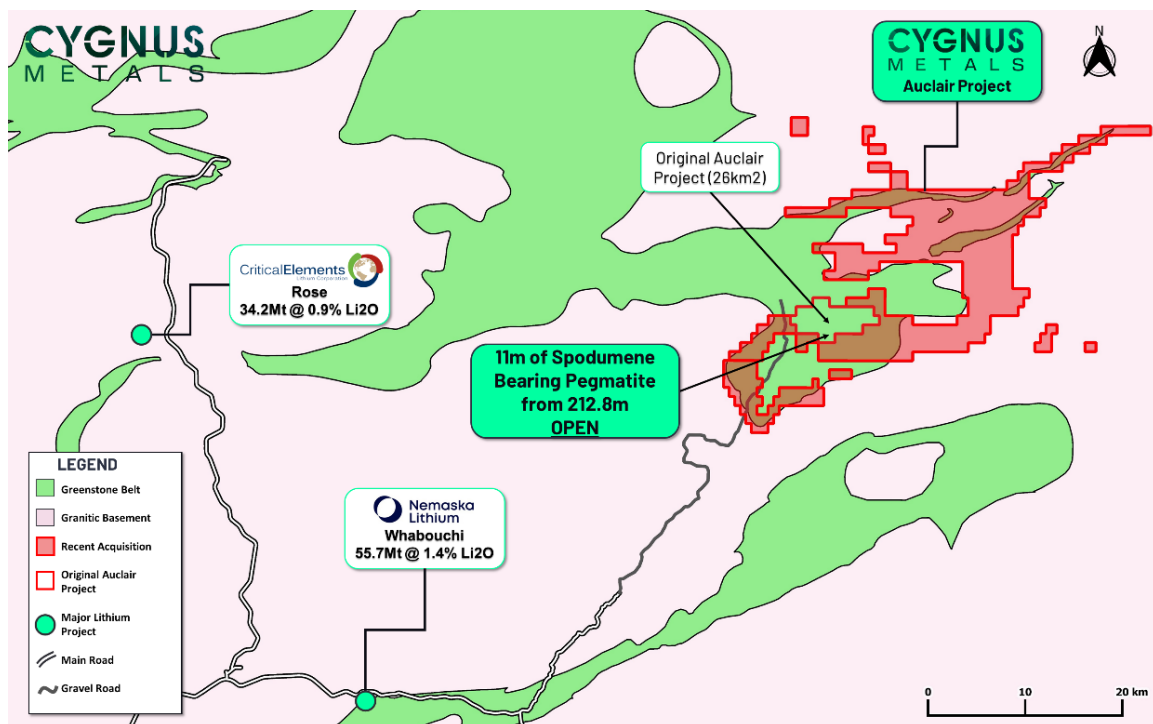 CYGNUS
METALS
CYGNUS
METALS
Auclair Project
N
Original Auclair
Project (26km2)
CriticalElements
Lithium Corporation
Rose
34.2Mt @ 0.9% Li2O
11m of Spodumene
Bearing Pegmatite
from 212.8m
OPEN
LEGEND
Greenstone Belt
Granitic Basement
Recent Acquisition
Original Auclair
Project
Major Lithium
Project
Main Road
Gravel Road
Nemaska
Lithium
Whabouchi
55.7Mt @ 1.4% Li2O
0 10 20 km